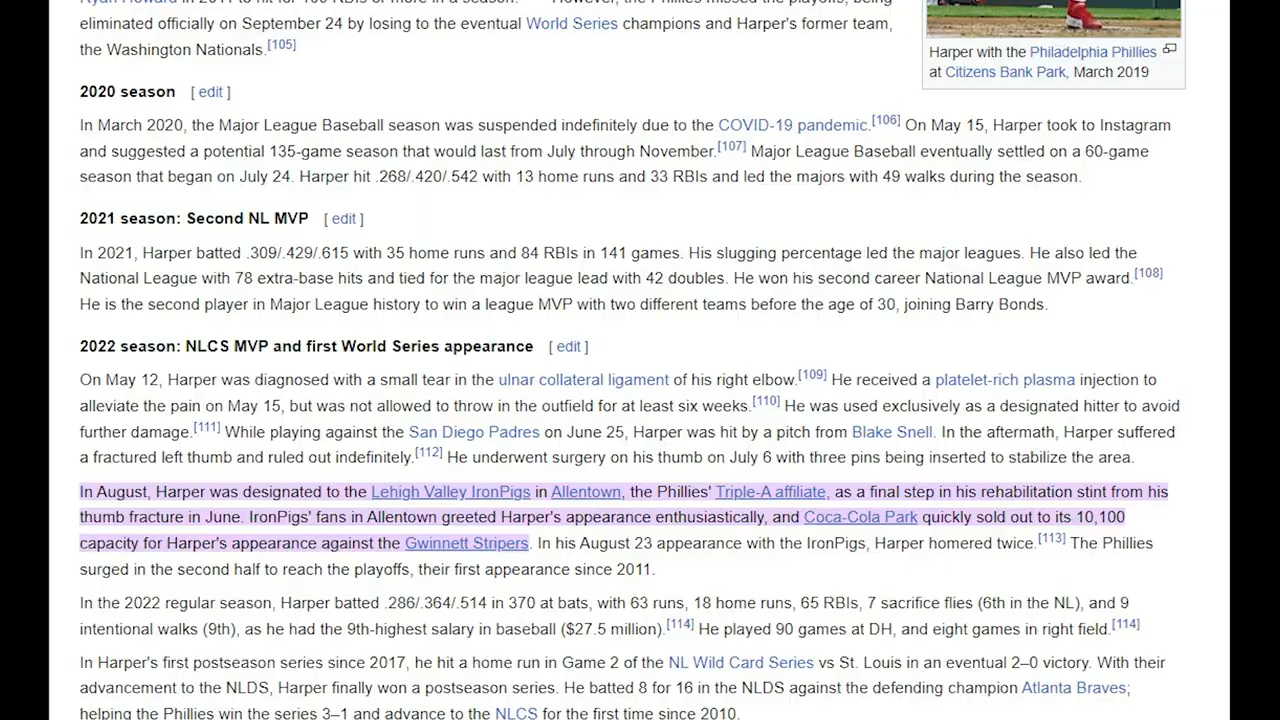 Ryan Howard in 2011 to hit for 100 RBIs or more in a season. However, the Phillies missed the playoffs, being
eliminated officially on September 24 by losing to the eventual World Series champions and Harper's former team,
the Washington Nationals.[105]
Harper with the Philadelphia Phillies
at Citizens Bank Park, March 2019
2020 season [ edit ]
In March 2020, the Major League Baseball season was suspended indefinitely due to the COVID-19 pandemic.[106] On May 15, Harper took to Instagram
and suggested a potential 135-game season that would last from July through November.[107] Major League Baseball eventually settled on a 60-game
season that began on July 24. Harper hit .268/.420/.542 with 13 home runs and 33 RBIs and led the majors with 49 walks during the season.
2021 season: Second NL MVP [ edit ]
In 2021, Harper batted .309/.429/.615 with 35 home runs and 84 RBIs in 141 games. His slugging percentage led the major leagues. He also led the
National League with 78 extra-base hits and tied for the major league lead with 42 doubles. He won his second career National League MVP award.[108]
He is the second player in Major League history to win a league MVP with two different teams before the age of 30, joining Barry Bonds.
2022 season: NLCS MVP and first World Series appearance [ edit ]
On May 12, Harper was diagnosed with a small tear in the ulnar collateral ligament of his right elbow.[109] He received a platelet-rich plasma injection to
alleviate the pain on May 15, but was not allowed to throw in the outfield for at least six weeks.[110] He was used exclusively as a designated hitter to avoid
further damage.[111] While playing against the San Diego Padres on June 25, Harper was hit by a pitch from Blake Snell. In the aftermath, Harper suffered
a fractured left thumb and ruled out indefinitely.[112] He underwent surgery on his thumb on July 6 with three pins being inserted to stabilize the area.
In August, Harper was designated to the Lehigh Valley IronPigs in Allentown, the Phillies' Triple-A affiliate, as a final step in his rehabilitation stint from his
thumb fracture in June. IronPigs' fans in Allentown greeted Harper's appearance enthusiastically, and Coca-Cola Park quickly sold out to its 10,100
capacity for Harper's appearance against the Gwinnett Stripers. In his August 23 appearance with the IronPigs, Harper homered twice.[113] The Phillies
surged in the second half to reach the playoffs, their first appearance since 2011.
In the 2022 regular season, Harper batted .286/.364/.514 in 370 at bats, with 63 runs, 18 home runs, 65 RBIs, 7 sacrifice flies (6th in the NL), and 9
intentional walks (9th), as he had the 9th-highest salary in baseball ($27.5 million).[114] He played 90 games at DH, and eight games in right field.[114]
In Harper's first postseason series since 2017, he hit a home run in Game 2 of the NL Wild Card Series vs St. Louis in an eventual 2–0 victory. With their
advancement to the NLDS, Harper finally won a postseason series. He batted 8 for 16 in the NLDS against the defending champion Atlanta Braves;
helping the Phillies win the series 3–1 and advance to the NLCS for the first time since 2010.